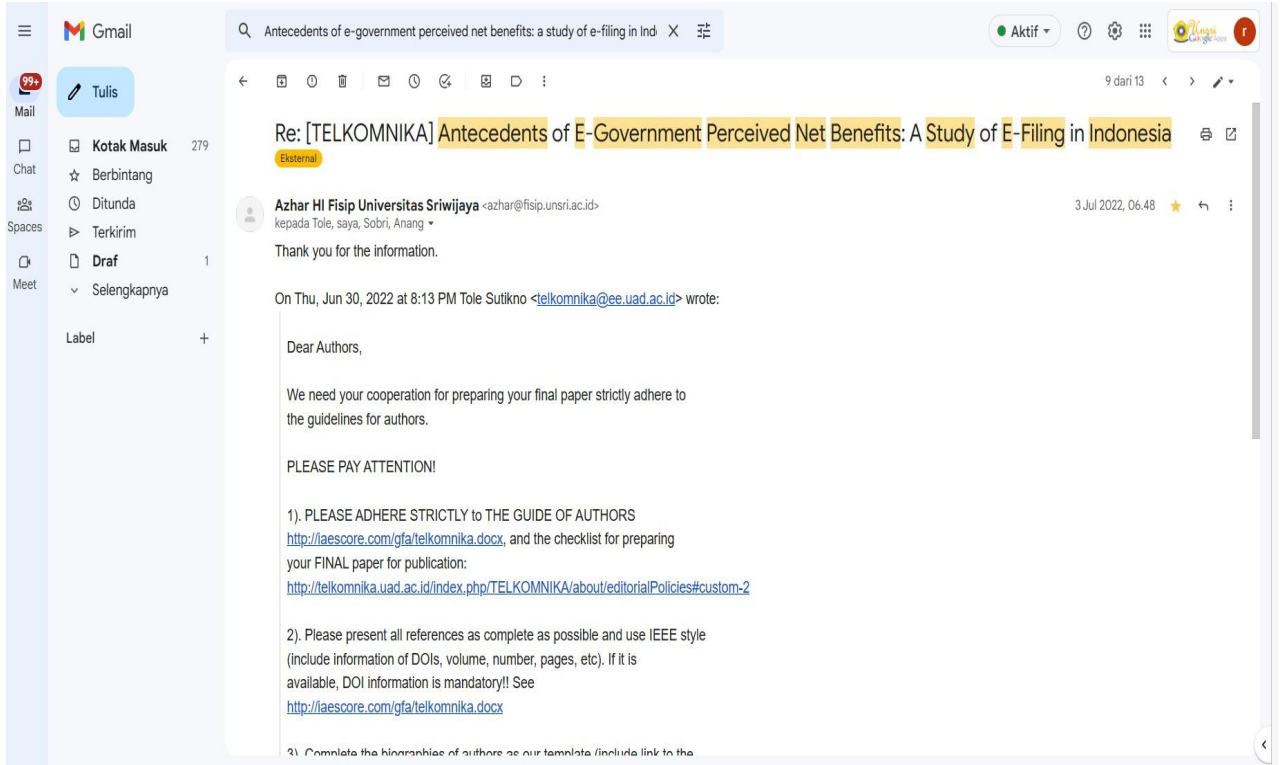 Gmail
Antecedents of e-government perceived net benefits: a study of e-filing in Ind
Aktif
r
99+
Mail
Tulis
9 dari 13
Chat
Spaces
Meet
Kotak Masuk 279
Berbintang
Ditunda
Terkirim
Draf 1
Selengkapnya
Label +
Re: [TELKOMNIKA] Antecedents of E-Government Perceived Net Benefits: A Study of E-Filing in Indonesia
Eksternal
Azhar HI Fisip Universitas Sriwijaya <azhar@fisip.unsri.ac.id>
3 Jul 2022, 06.48
kepada Tole, saya, Sobri, Anang
Thank you for the information.
On Thu, Jun 30, 2022 at 8:13 PM Tole Sutikno <telkomnika@ee.uad.ac.id> wrote:
Dear Authors,
We need your cooperation for preparing your final paper strictly adhere to
the guidelines for authors.
PLEASE PAY ATTENTION!
1). PLEASE ADHERE STRICTLY to THE GUIDE OF AUTHORS
http://iaescore.com/gfa/telkomnika.docx, and the checklist for preparing
your FINAL paper for publication:
http://telkomnika.uad.ac.id/index.php/TELKOMNIKA/about/editorialPolicies#custom-2
2). Please present all references as complete as possible and use IEEE style
(include information of DOIs, volume, number, pages, etc). If it is
available, DOI information is mandatory!! See
http://iaescore.com/gfa/telkomnika.docx
3). Complete the biographies of authors as our template (include link to the